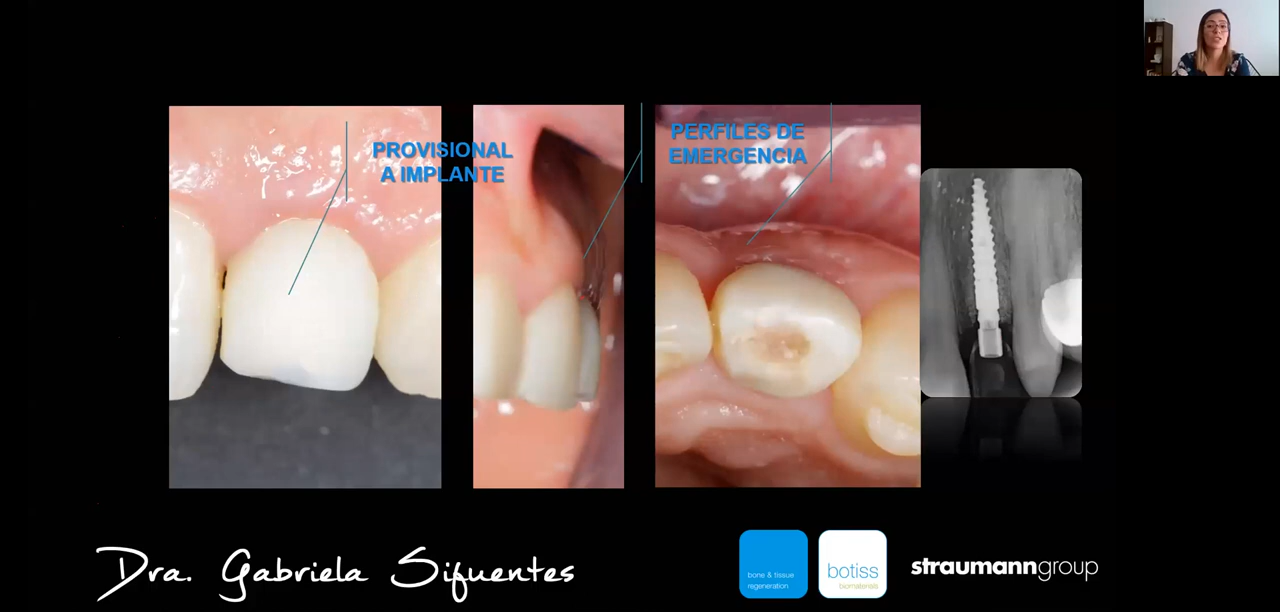 PROVISIONAL
A IMPLANTE
PERFILES DE
EMERGENCIA
Dra. Gabriela Sifuentes
bone & tissue
regeneration
botiss
biomaterials
straumanngroup